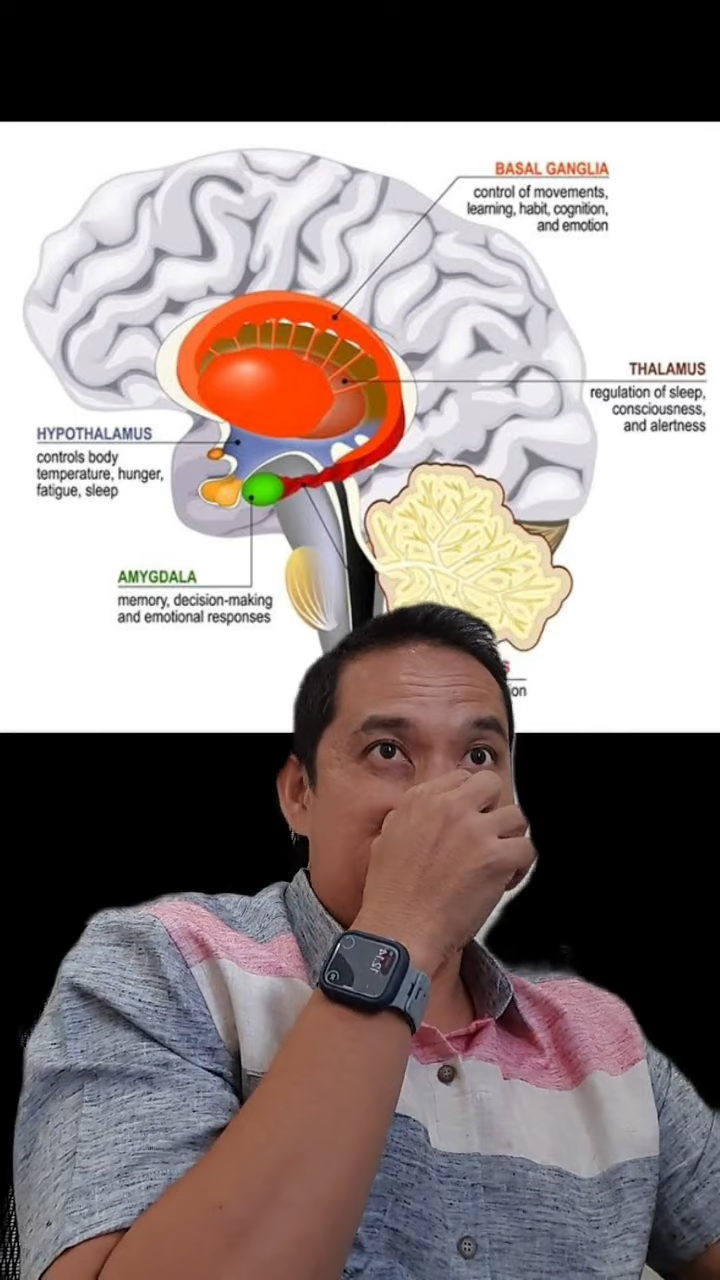 BASAL GANGLIA
control of movements,
learning, habit, cognition,
and emotion
THALAMUS
regulation of sleep,
consciousness,
and alertness
HYPOTHALAMUS
controls body
temperature, hunger,
fatigue, sleep
AMYGDALA
memory, decision-making
and emotional responses